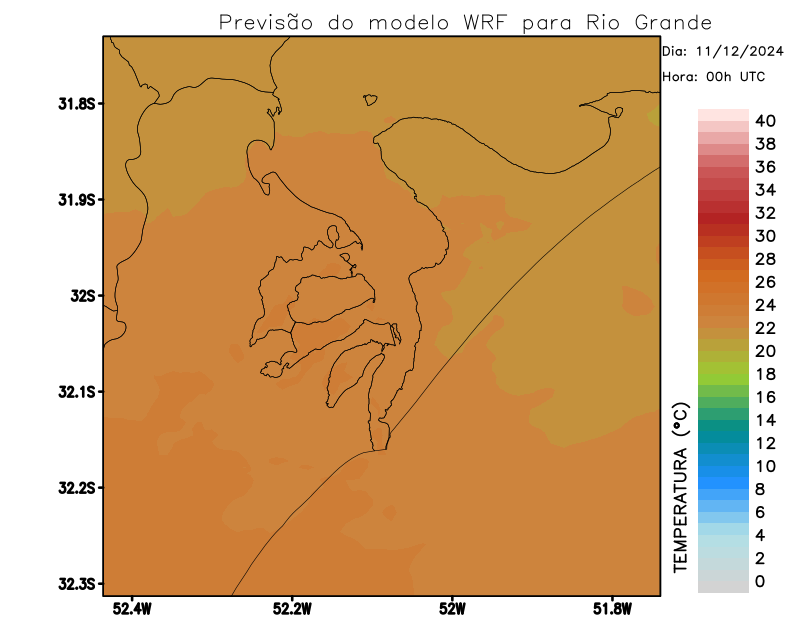 Previsão do modelo WRF para Rio Grande
Dia: 11/12/2024
Hora: 00h UTC
31.8S
31.9S
32S
32.1S
32.2S
32.3S
52.4W
52.2W
52W
51.8W
40
38
36
34
32
30
28
26
24
22
20
18
16
14
12
10
8
6
4
2
0
TEMPERATURA (°C)